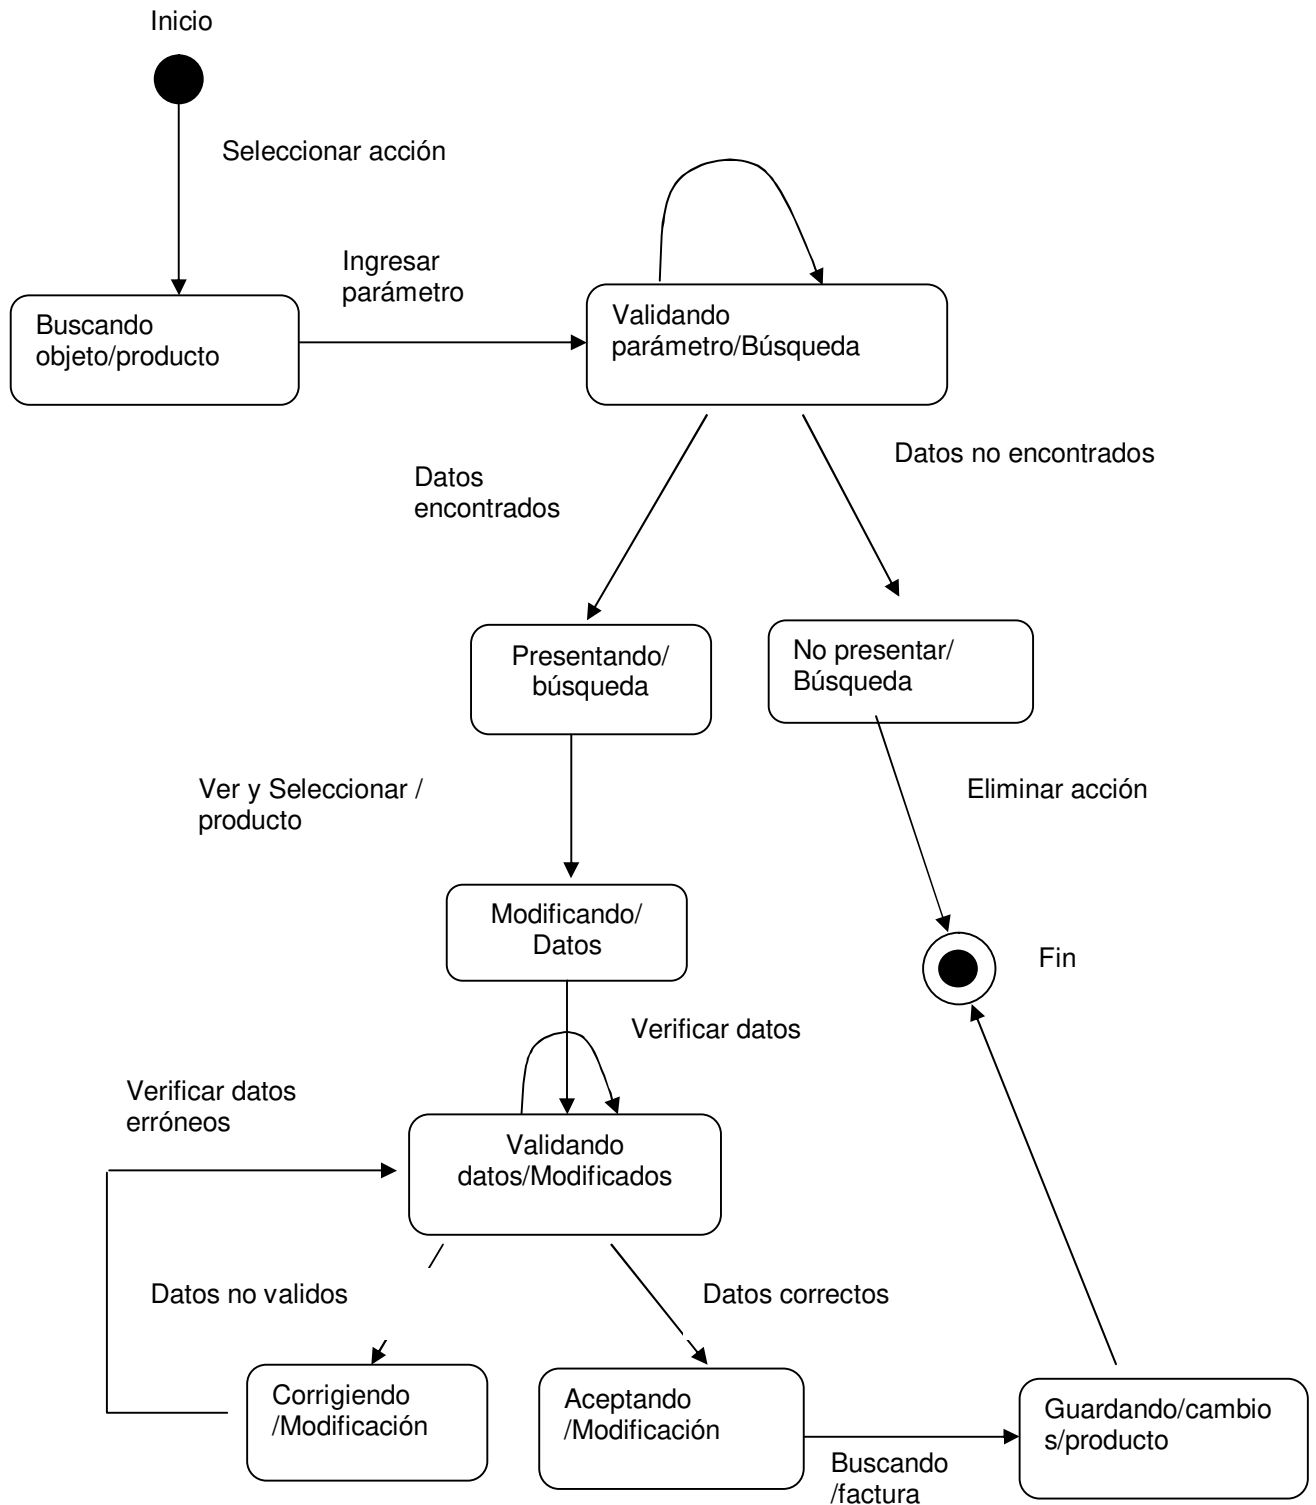 Inicio
Seleccionar acción
Ingresar
parámetro
Buscando
objeto/producto
Validando
parámetro/Búsqueda
Datos no encontrados
Datos
encontrados
Presentando/
búsqueda
No presentar/
Búsqueda
Ver y Seleccionar /
producto
Eliminar acción
Modificando/
Datos
Fin
Verificar datos
Verificar datos
erróneos
Validando
datos/Modificados
Datos no validos
Datos correctos
Corrigiendo
/Modificación
Aceptando
/Modificación
Guardando/cambio
s/producto
Buscando
/factura